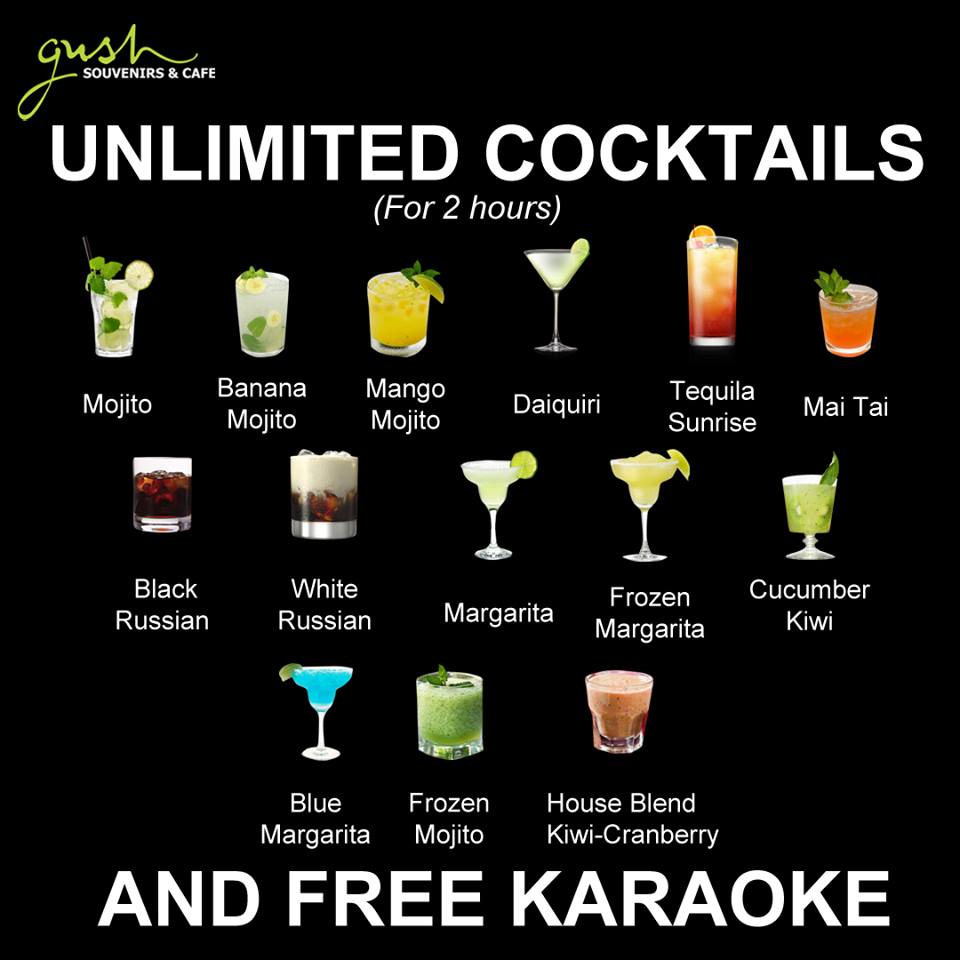 gush
SOUVENIRS & CAFE
UNLIMITED COCKTAILS
(For 2 hours)
Mojito
Banana
Mojito
Mango
Mojito
Daiquiri
Tequila
Sunrise
Mai Tai
Black
Russian
White
Russian
Margarita
Frozen
Margarita
Cucumber
Kiwi
Blue
Margarita
Frozen
Mojito
House Blend
Kiwi-Cranberry
AND FREE KARAOKE